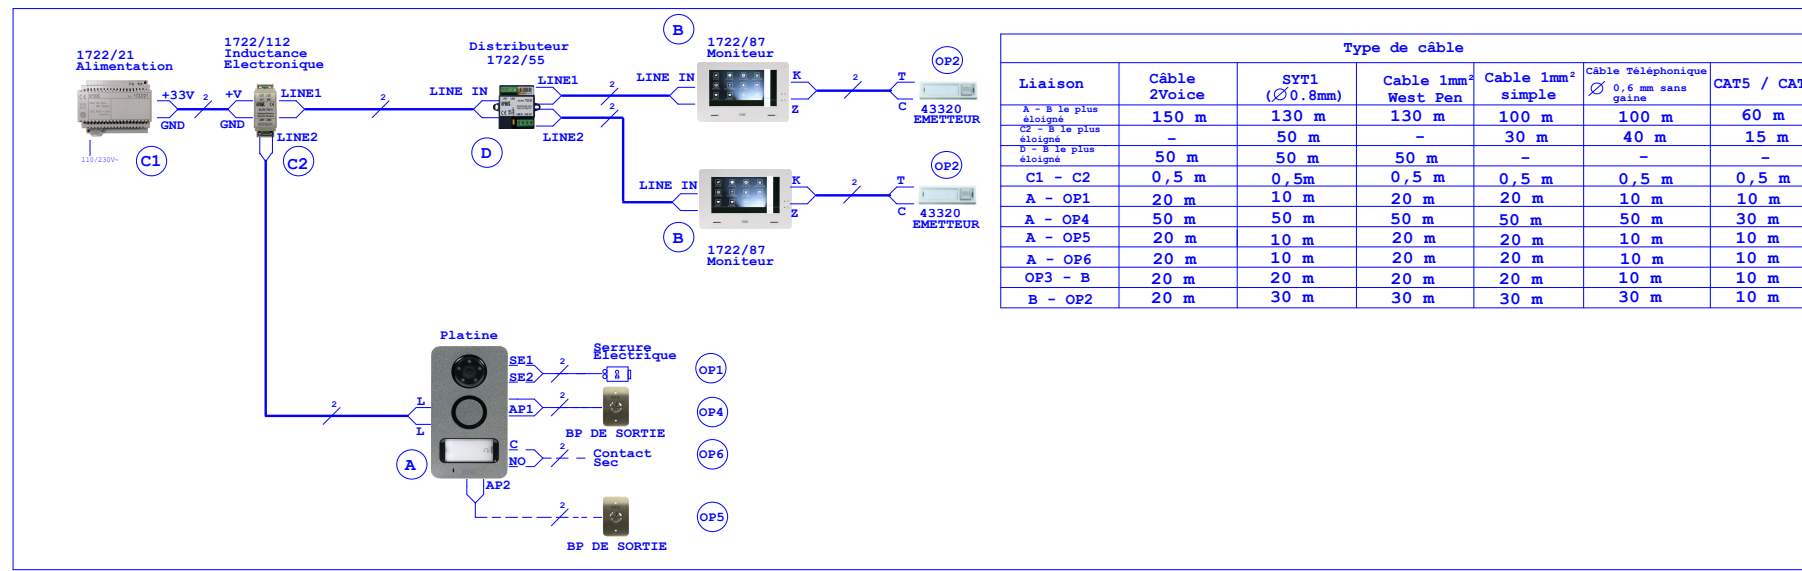 1722/21
Alimentation
+33V
2
GND
110/230V~
C1
1722/112
Inductance
Electronique
+V
GND
LINE1
LINE2
C2
2
Distributeur
1722/55
LINE IN
LINE1
LINE2
D
2
2
B
1722/87
Moniteur
LINE IN
K
Z
2
T
C
OP2
43320
EMETTEUR
LINE IN
K
Z
2
T
C
OP2
43320
EMETTEUR
B
1722/87
Moniteur
2
Platine
L
L
A
SE1
SE2
2
Serrure
Electrique
OP1
AP1
2
BP DE SORTIE
OP4
C
NO
2
Contact
Sec
OP6
AP2
2
BP DE SORTIE
OP5
Type de câble
Liaison
Câble
2Voice
SYT1
(∅0.8mm)
Cable 1mm²
West Pen
Cable 1mm²
simple
Câble Téléphonique
∅ 0,6 mm sans
gaine
CAT5 / CAT
A - B le plus
éloigné
150 m 130 m 130 m 100 m 100 m 60 m
C2 - B le plus
éloigné
- 50 m - 30 m 40 m 15 m
D - B le plus
éloigné
50 m 50 m 50 m - - -
C1 - C2 0,5 m 0,5m 0,5 m 0,5 m 0,5 m 0,5 m
A - OP1 20 m 10 m 20 m 20 m 10 m 10 m
A - OP4 50 m 50 m 50 m 50 m 50 m 30 m
A - OP5 20 m 10 m 20 m 20 m 10 m 10 m
A - OP6 20 m 10 m 20 m 20 m 10 m 10 m
OP3 - B 20 m 20 m 20 m 20 m 10 m 10 m
B - OP2 20 m 30 m 30 m 30 m 30 m 10 m